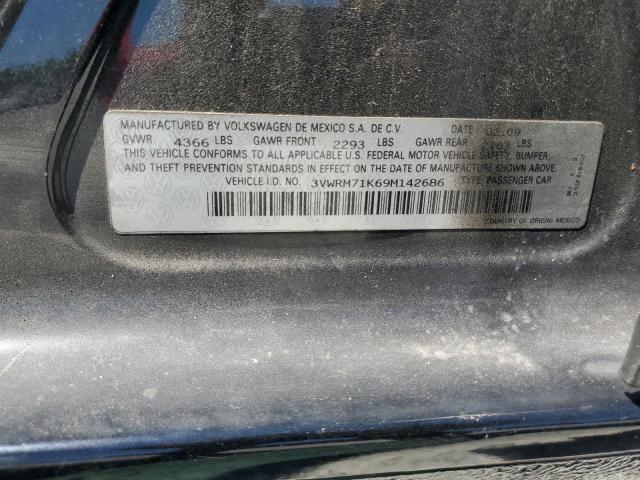 MANUFACTURED BY VOLKSWAGEN DE MEXICO S.A. DE C.V. DATE 02-09
GVWR 4366 LBS GAWR FRONT 2293 LBS GAWR REAR 2183 LBS
THIS VEHICLE CONFORMS TO ALL APPLICABLE U.S. FEDERAL MOTOR VEHICLE SAFETY, BUMPER,
AND THEFT PREVENTION STANDARDS IN EFFECT ON THE DATE OF MANUFACTURE SHOWN ABOVE.
VEHICLE I.D. NO. 3VWRM71K69M142686 TYPE: PASSENGER CAR
COUNTRY OF ORIGIN: MEXICO